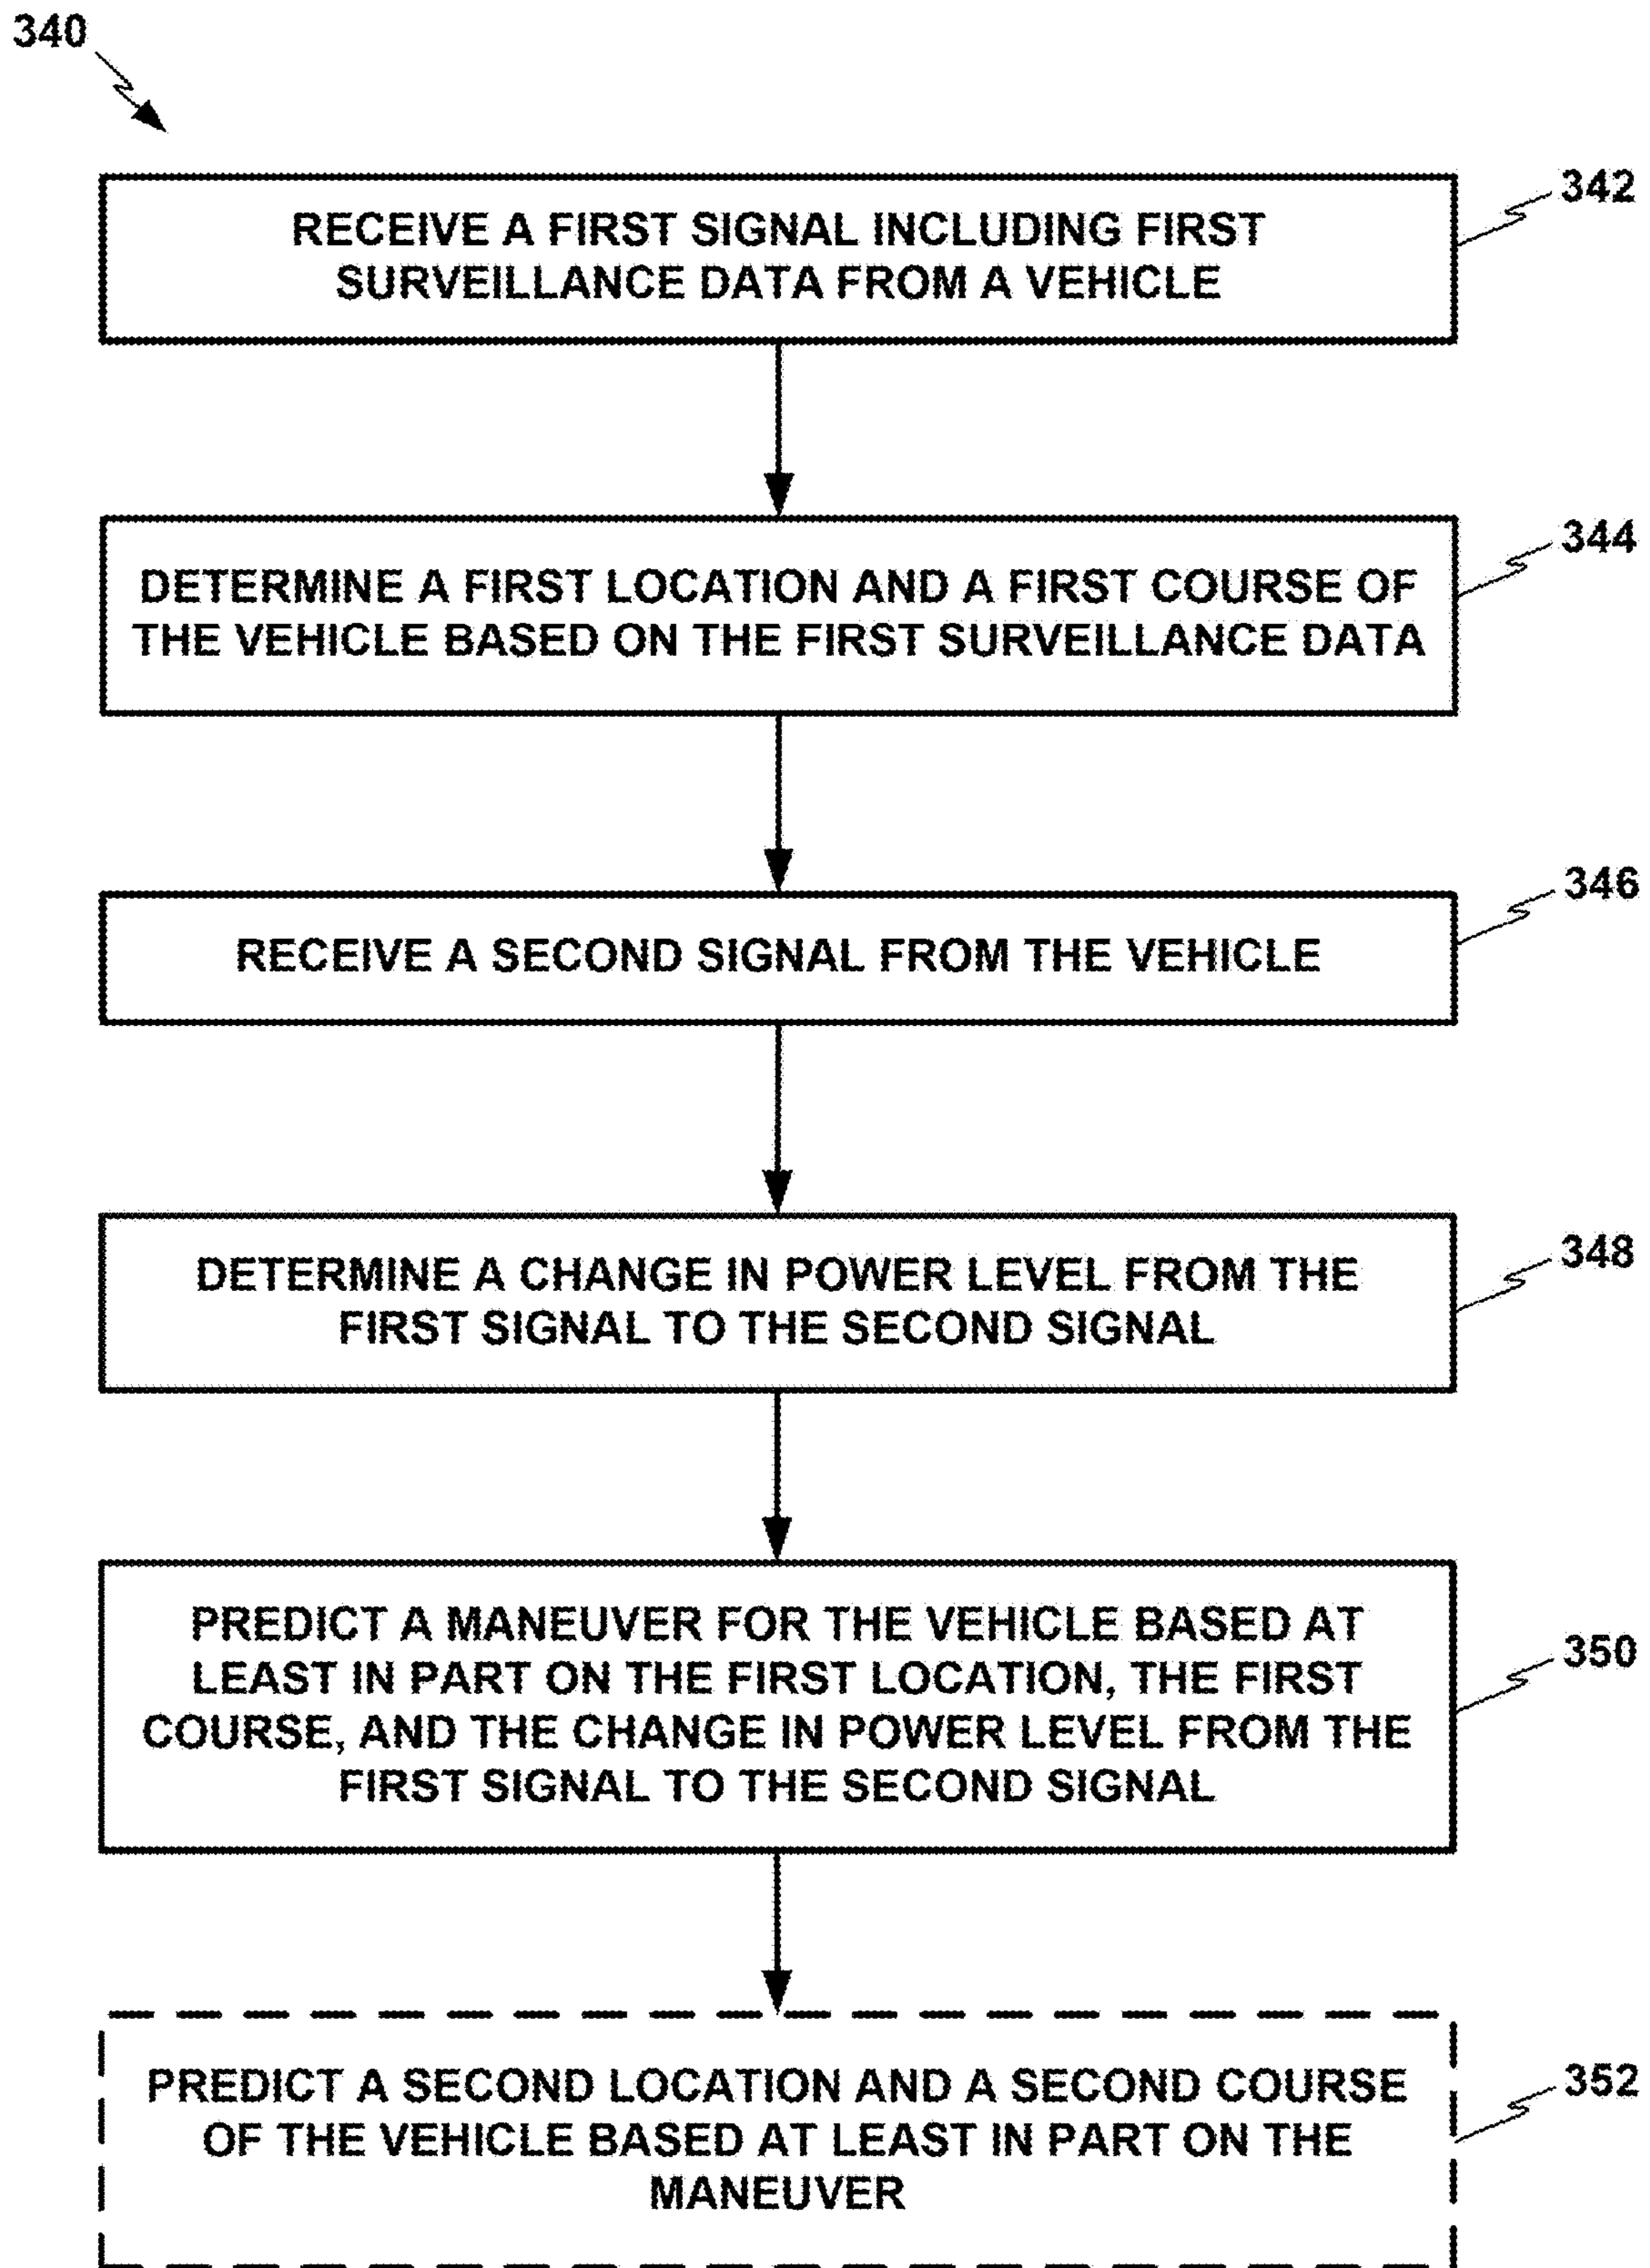 340
RECEIVE A FIRST SIGNAL INCLUDING FIRST
SURVEILLANCE DATA FROM A VEHICLE
342
DETERMINE A FIRST LOCATION AND A FIRST COURSE OF
THE VEHICLE BASED ON THE FIRST SURVEILLANCE DATA
344
RECEIVE A SECOND SIGNAL FROM THE VEHICLE
346
DETERMINE A CHANGE IN POWER LEVEL FROM THE
FIRST SIGNAL TO THE SECOND SIGNAL
348
PREDICT A MANEUVER FOR THE VEHICLE BASED AT
LEAST IN PART ON THE FIRST LOCATION, THE FIRST
COURSE, AND THE CHANGE IN POWER LEVEL FROM THE
FIRST SIGNAL TO THE SECOND SIGNAL
350
PREDICT A SECOND LOCATION AND A SECOND COURSE
OF THE VEHICLE BASED AT LEAST IN PART ON THE
MANEUVER
352